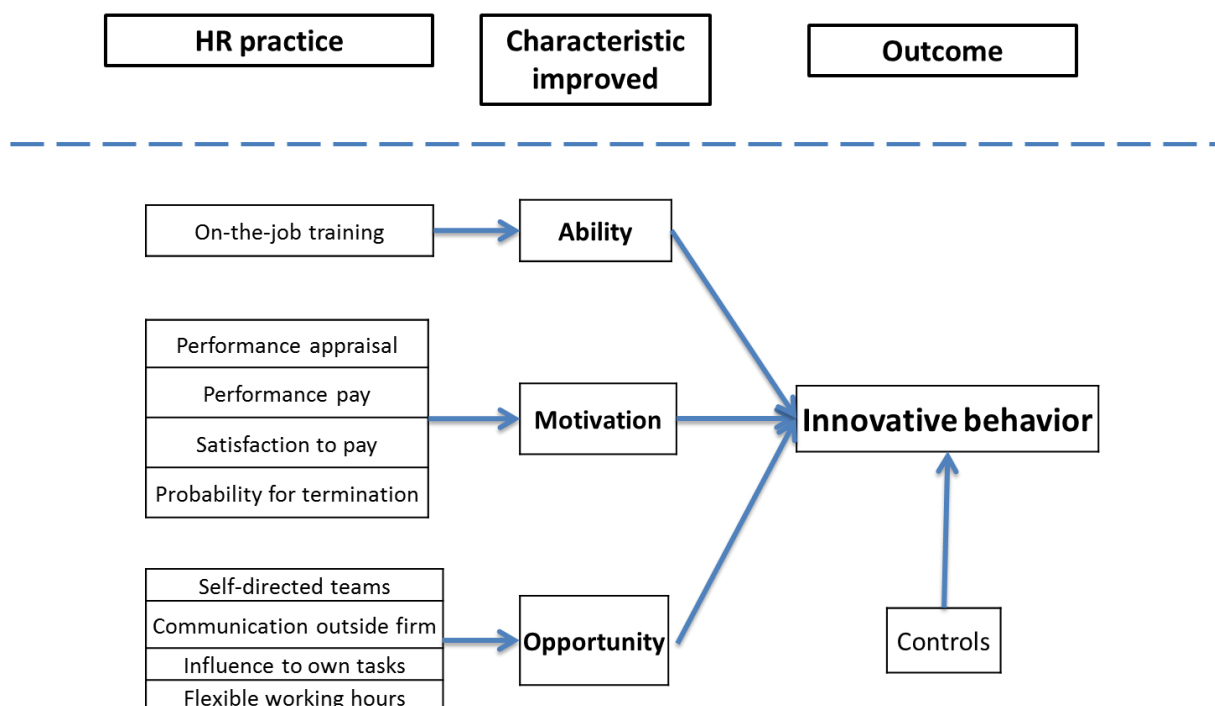 HR practice
Characteristic
improved
Outcome
On-the-job training
Ability
Performance appraisal
Performance pay
Satisfaction to pay
Probability for termination
Motivation
Innovative behavior
Self-directed teams
Communication outside firm
Influence to own tasks
Flexible working hours
Opportunity
Controls